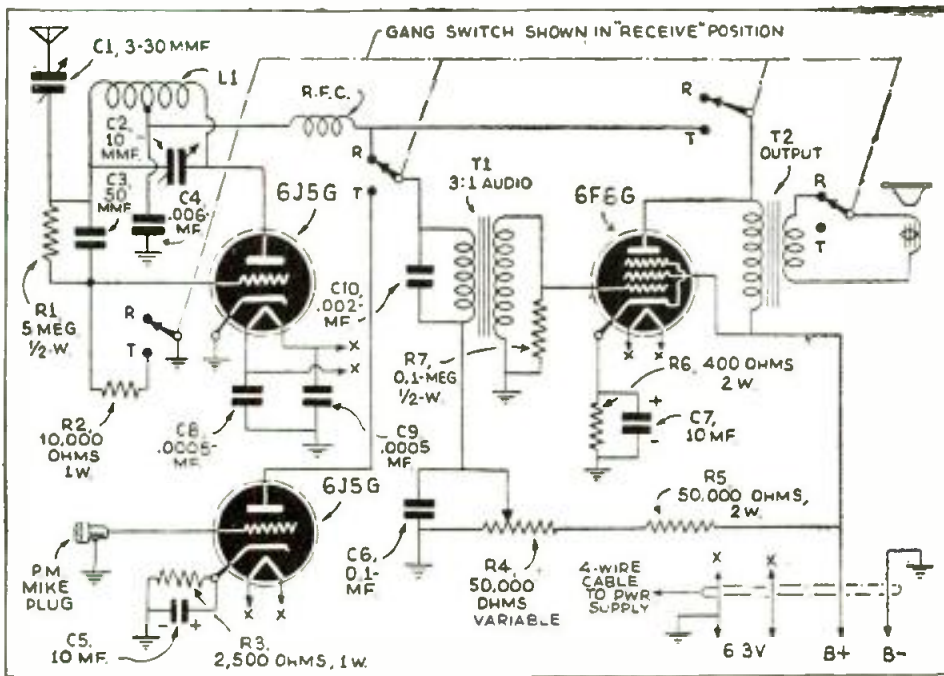 GANG SWITCH SHOWN IN "RECEIVE" POSITION
C1, 3-30 MMF
L1
R.F.C.
R
T
C2,
10
MMF.
C3
50
MMF
C4
.006-
MF.
6J5G
R
T
T1
3:1 AUDIO
6F6G
T2
OUTPUT
R
T
R1,
5 MEG
1/2-W.
R
T
R2,
10,000
OHMS
1W.
C10,
.002-
MF.
X
X
R7,
0.1-MEG
1/2-W.
X
X
R6, 400 OHMS
2 W.
+
-
C7,
10 MF.
C8
.0005-
MF.
C9
.0005
MF.
6J5G
P.M.
MIKE
PLUG
X
X
C5,
10 MF.
-
+
R3,
2,500 OHMS, 1W.
C6,
0.1-
MF
R4,
50,000
OHMS
VARIABLE
R5
50,000 OHMS,
2 W.
4-WIRE
CABLE
TO PWR
SUPPLY
X
X
6 3V
B+
B-